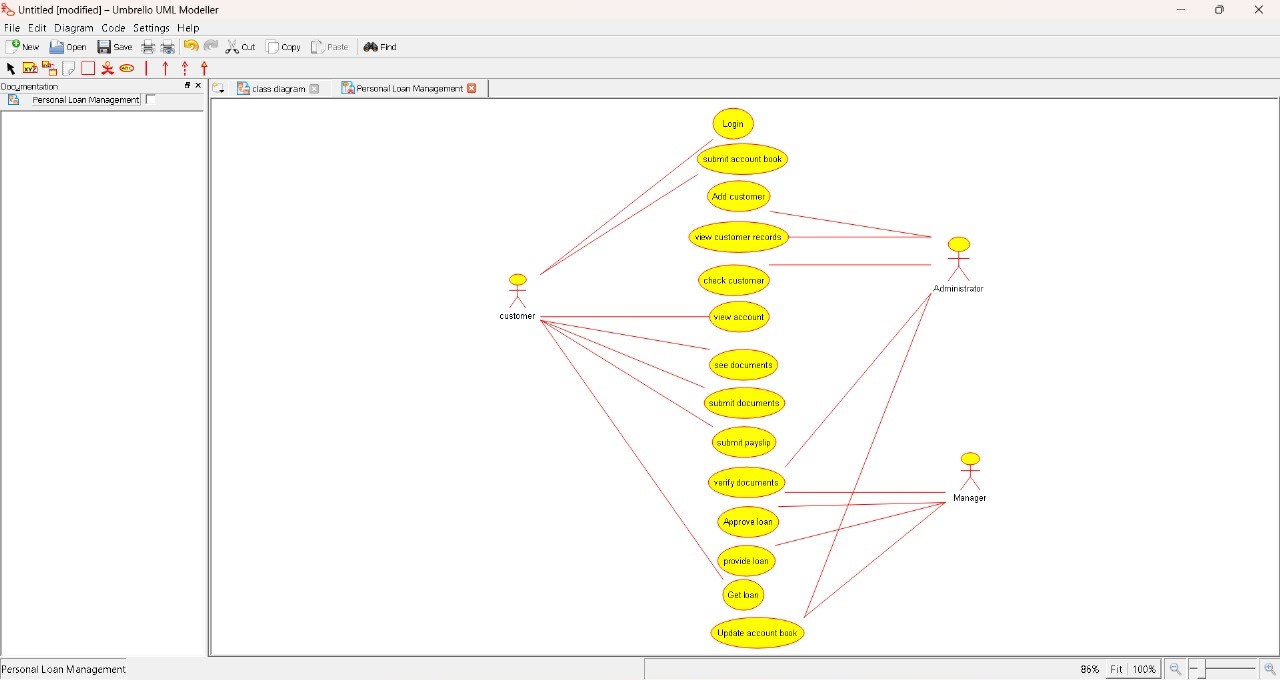 Untitled [modified] – Umbrello UML Modeller
File Edit Diagram Code Settings Help
New Open Save Cut Copy Paste Find
Documentation
Personal Loan Management
class diagram
Personal Loan Management
Login
submit account book
Add customer
view customer records
check customer
Administrator
customer
view account
see documents
submit documents
submit payslip
verify documents
Manager
Approve loan
provide loan
Get loan
Update account book
Personal Loan Management
86% Fit 100%